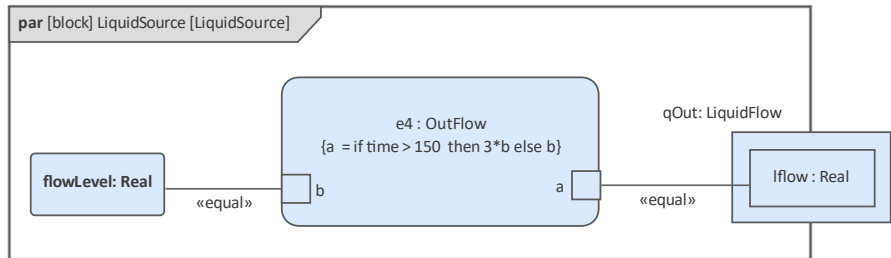 par [block] LiquidSource [LiquidSource]
qOut: LiquidFlow
e4 : OutFlow
{a = if time > 150 then 3*b else b}
flowLevel: Real
«equal»
b
a
«equal»
lflow : Real